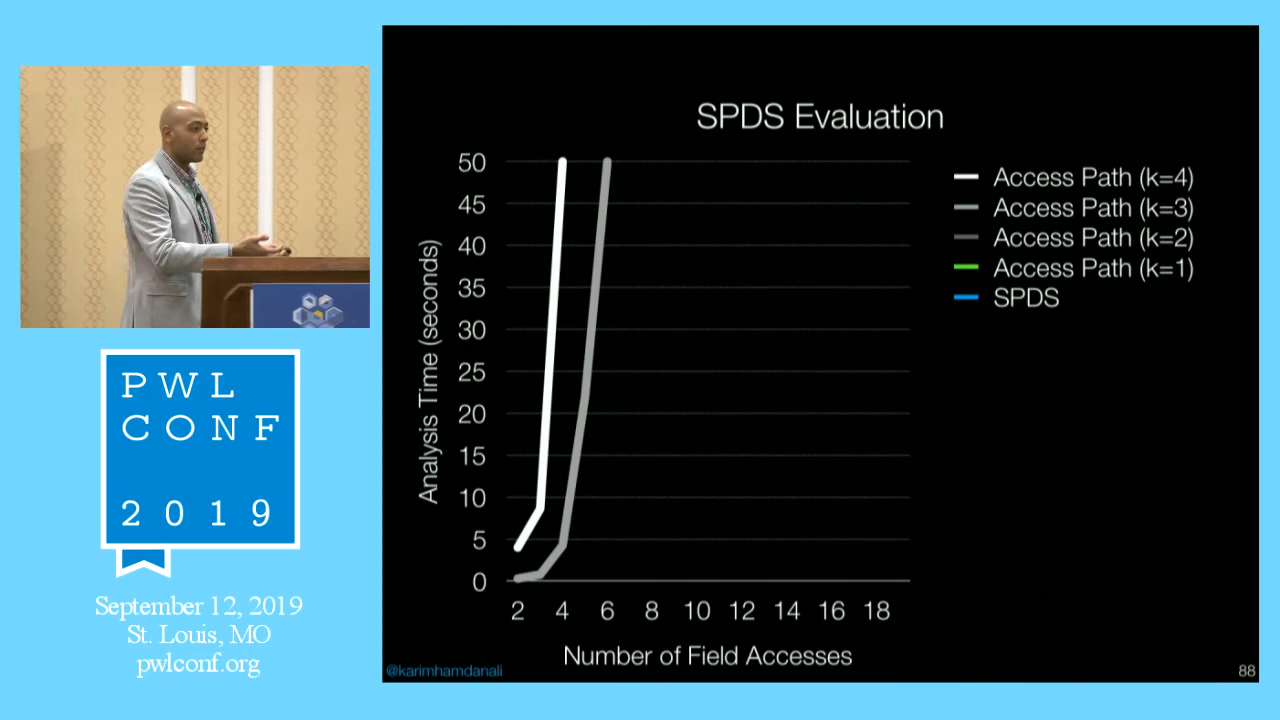 PWL
CONF
2019
September 12, 2019
St. Louis, MO
pwlconf.org
SPDS Evaluation
Analysis Time (seconds)
50
45
40
35
30
25
20
15
10
5
0
2 4 6 8 10 12 14 16 18
Number of Field Accesses
Access Path (k=4)
Access Path (k=3)
Access Path (k=2)
Access Path (k=1)
SPDS
@karimhamdanali
88